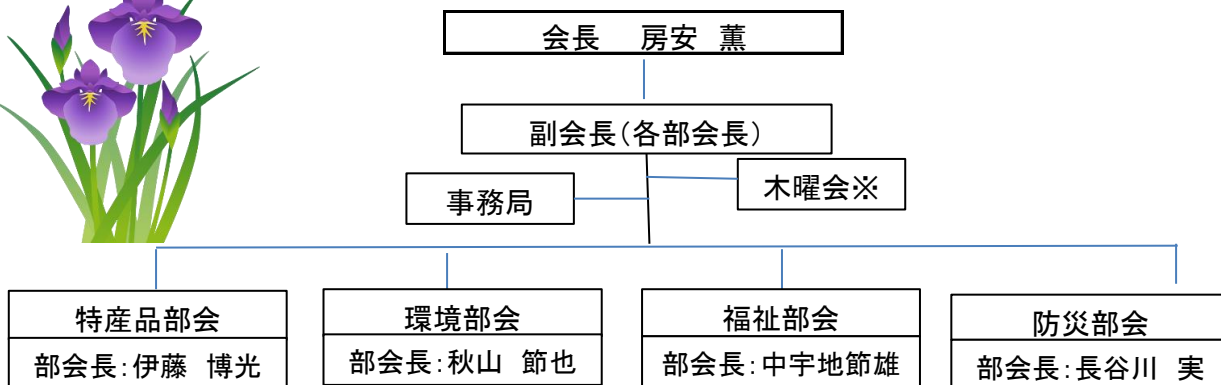 会長　房安　薫
副会長(各部会長)
木曜会※
事務局
特産品部会
部会長:伊藤　博光
環境部会
部会長:秋山　節也
福祉部会
部会長:中宇地節雄
防災部会
部会長:長谷川　実